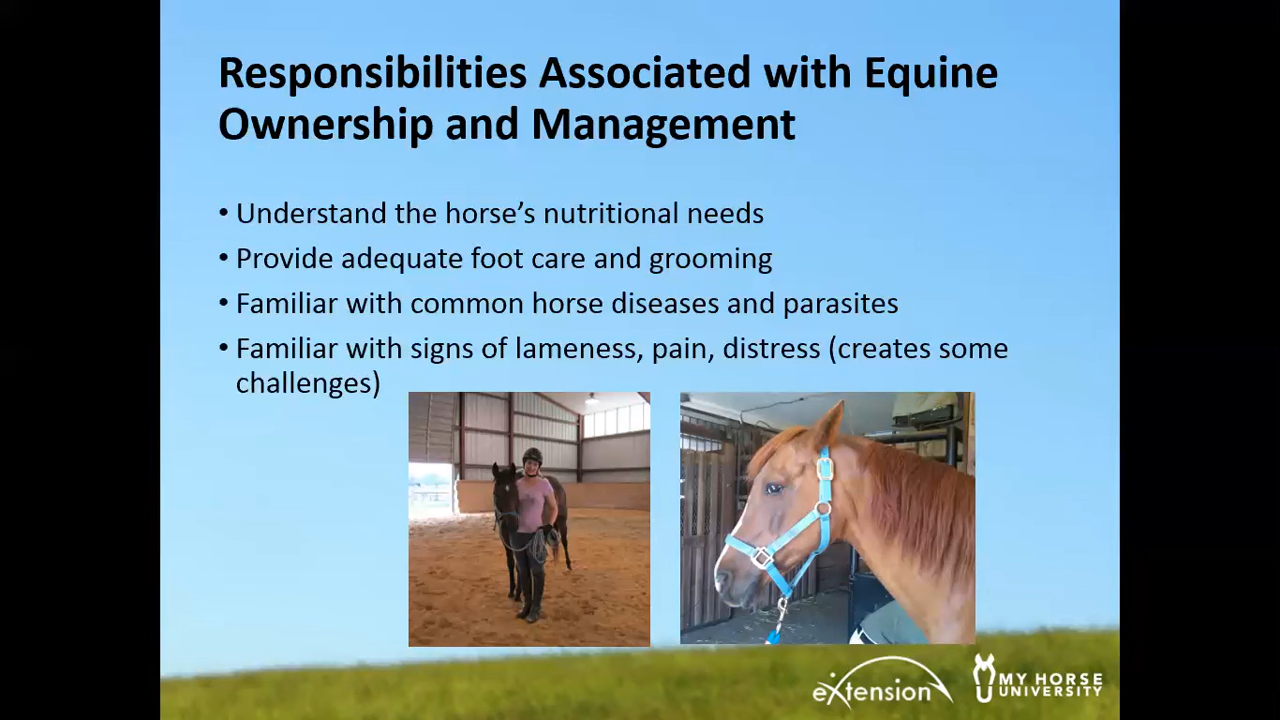 Responsibilities Associated with Equine
Ownership and Management
• Understand the horse’s nutritional needs
• Provide adequate foot care and grooming
• Familiar with common horse diseases and parasites
• Familiar with signs of lameness, pain, distress (creates some
challenges)
eXtension
MY HORSE
UNIVERSITY